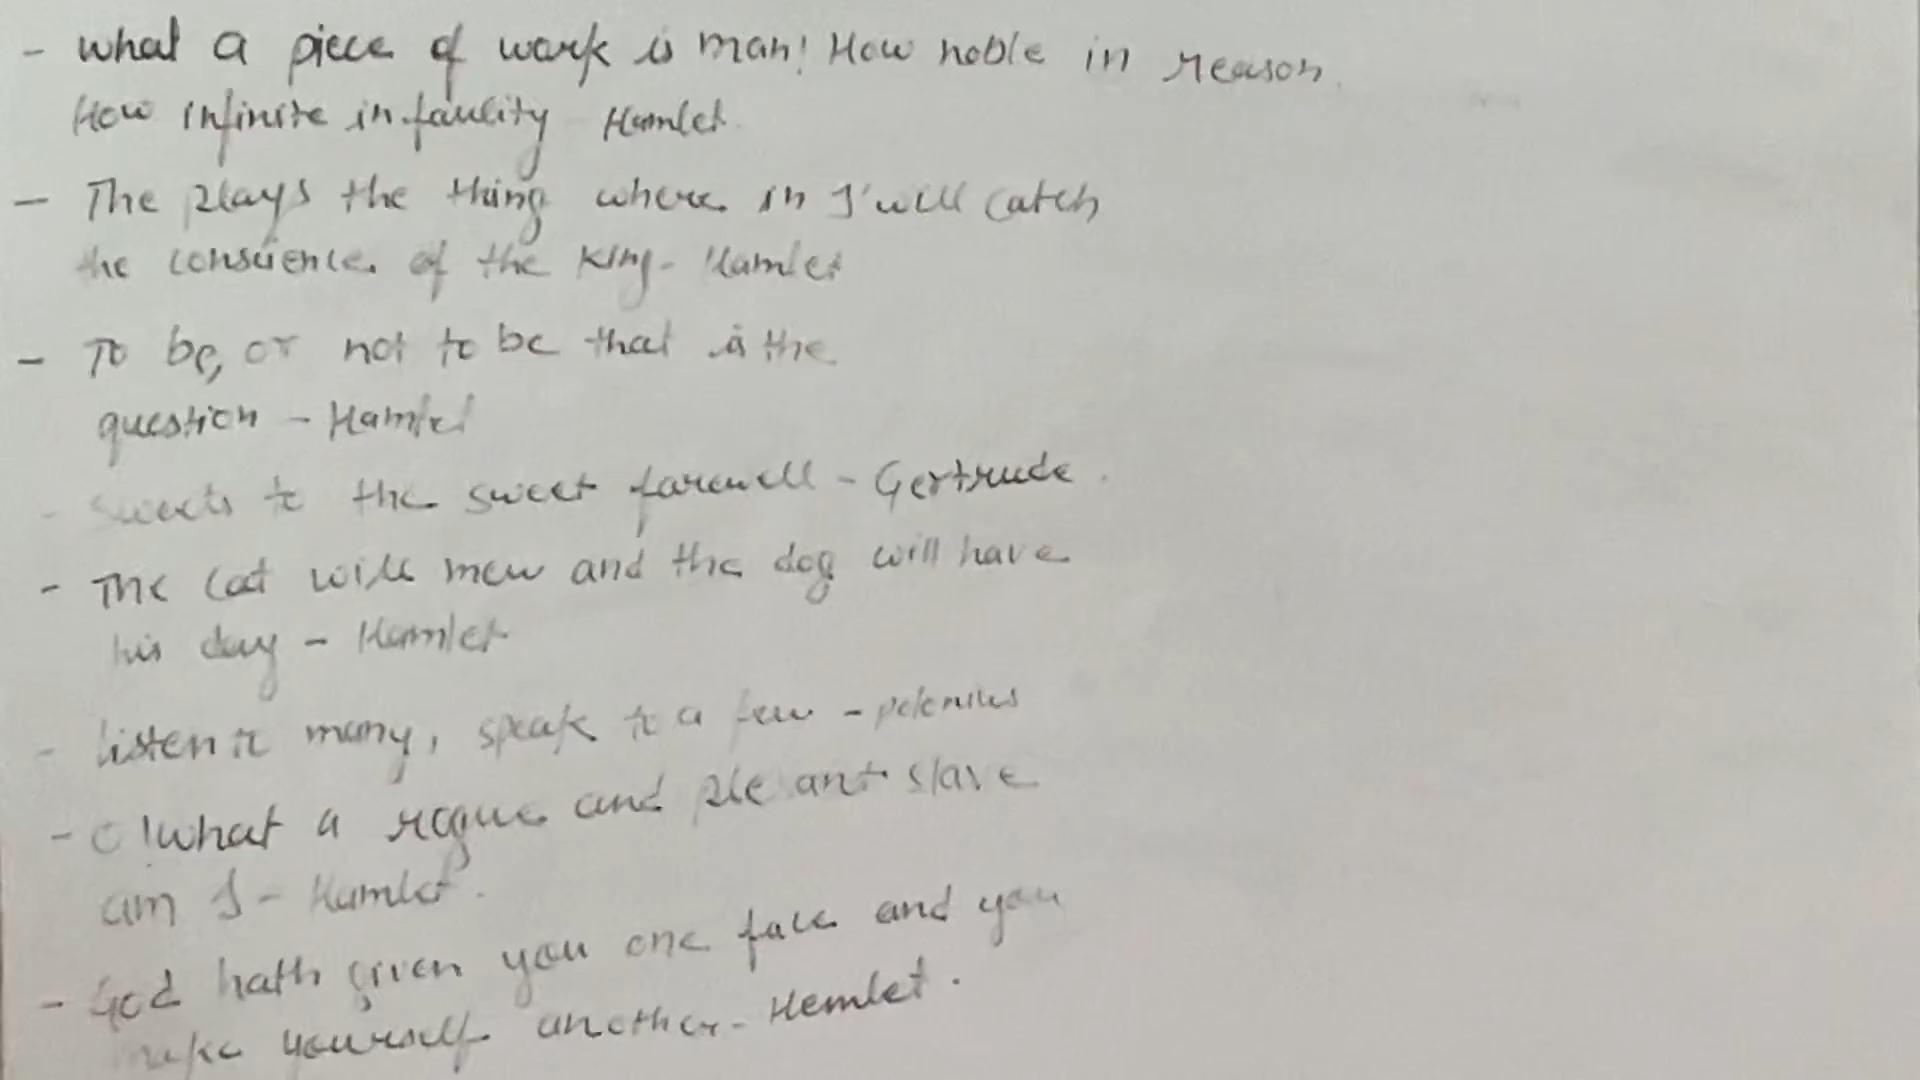 - what a piece of work is man! How noble in reason.
How infinite in faulity Hamlet.
- The plays the thing where in I'will catch
the consience of the King - Hamlet
- To be, or not to be that is the
question - Hamlet
- Sweets to the sweet farewell - Gertrude.
- The cat will mew and the dog will have
his day - Hamlet
- listen to many, speak to a few - polonius
- O! what a rogue and ple ant slave
am I - Hamlet.
- God hath given you one face and you
make yourself another - Hemlet.